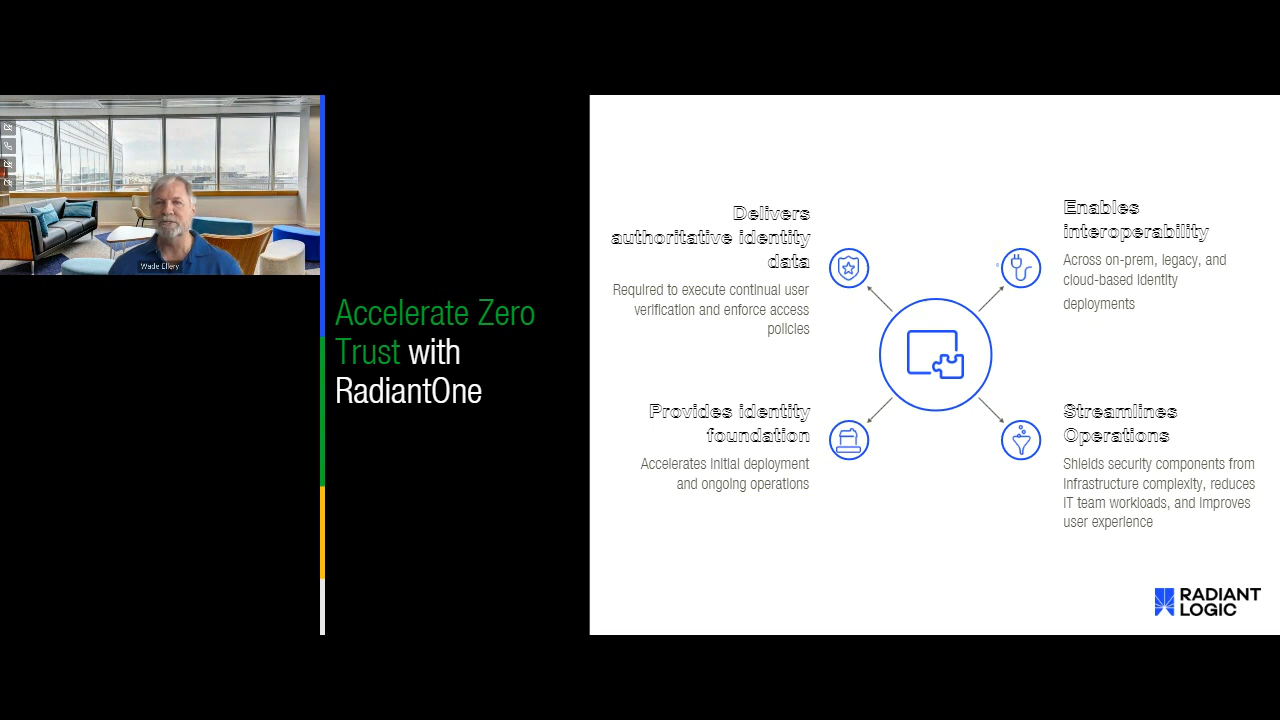 Wade Ellery
Accelerate Zero
Trust with
RadiantOne
Delivers
authoritative identity
data
Required to execute continual user
verification and enforce access
policies
Enables
interoperability
Across on-prem, legacy, and
cloud-based identity
deployments
Provides identity
foundation
Accelerates initial deployment
and ongoing operations
Streamlines
Operations
Shields security components from
infrastructure complexity, reduces
IT team workloads, and improves
user experience
RADIANT
LOGIC